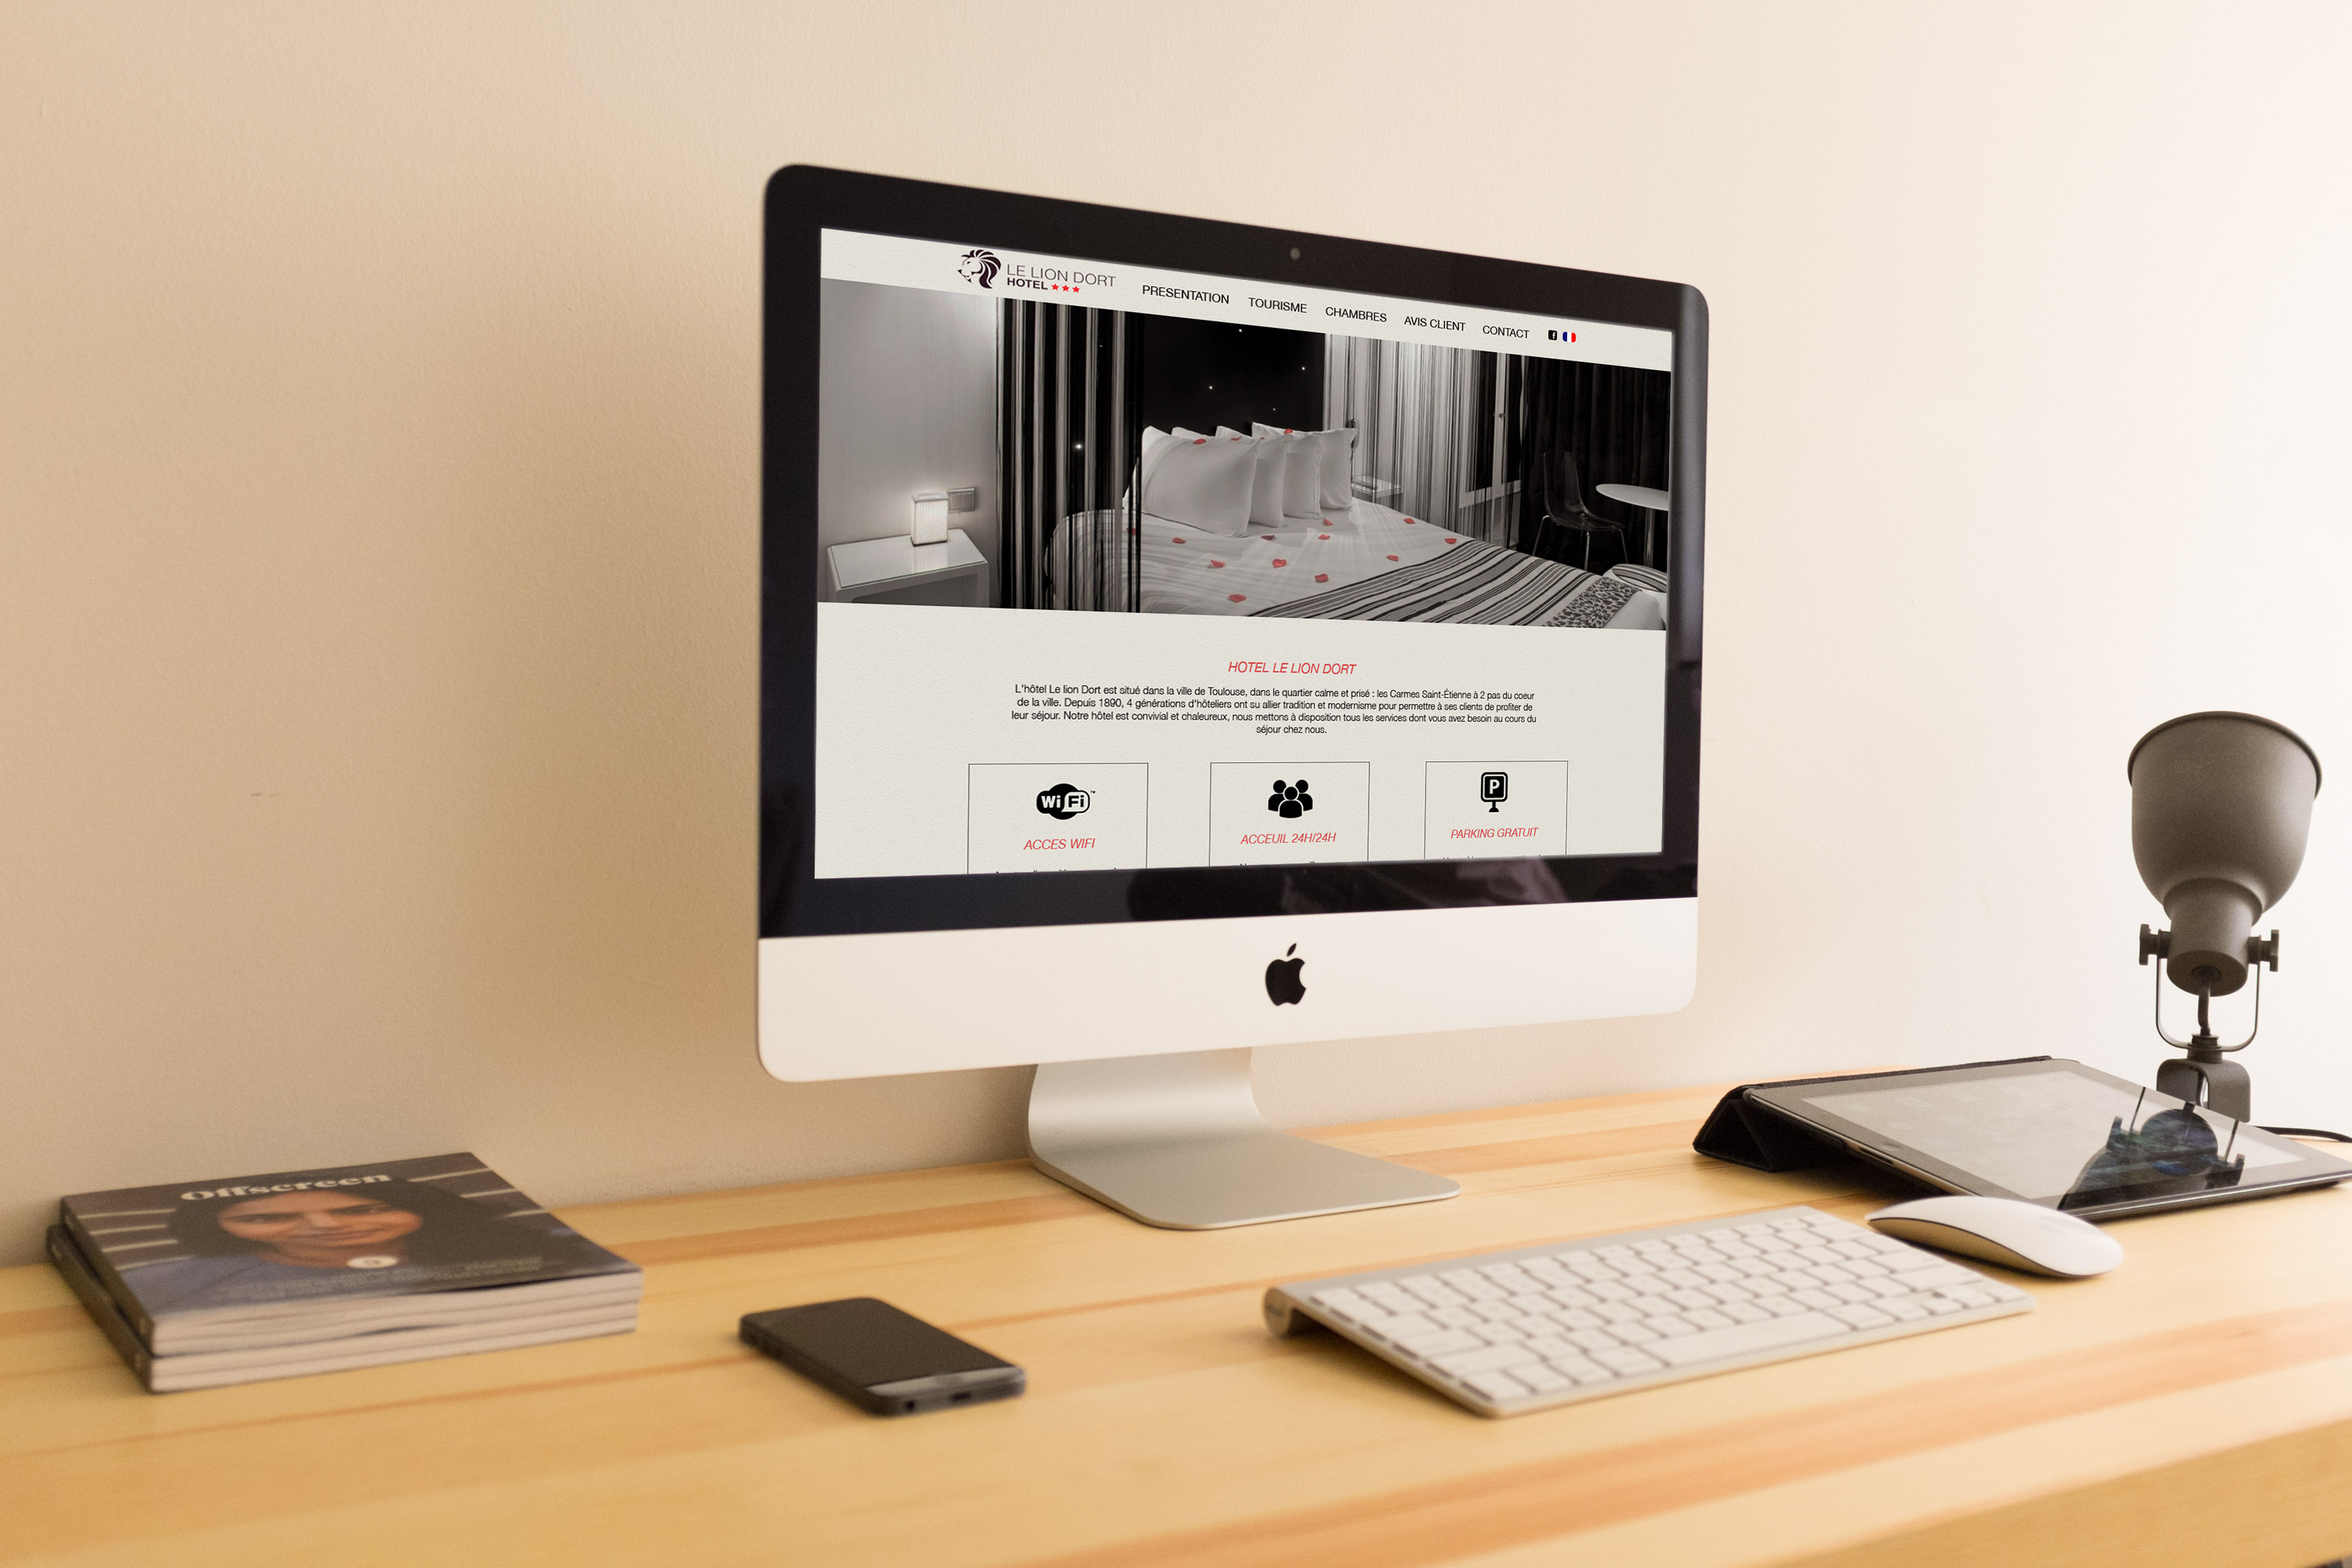 LE LION DORT
HOTEL
PRESENTATION
TOURISME
CHAMBRES
AVIS CLIENT
CONTACT
f
HOTEL LE LION DORT
L'hôtel Le lion Dort est situé dans la ville de Toulouse, dans le quartier calme et prisé : les Carmes Saint-Étienne à 2 pas du coeur
de la ville. Depuis 1890, 4 générations d'hôteliers ont su allier tradition et modernisme pour permettre à ses clients de profiter de
leur séjour. Notre hôtel est convivial et chaleureux, nous mettons à disposition tous les services dont vous avez besoin au cours du
séjour chez nous.
Wi Fi ™
P
ACCES WIFI
ACCEUIL 24H/24H
PARKING GRATUIT
Offscreen